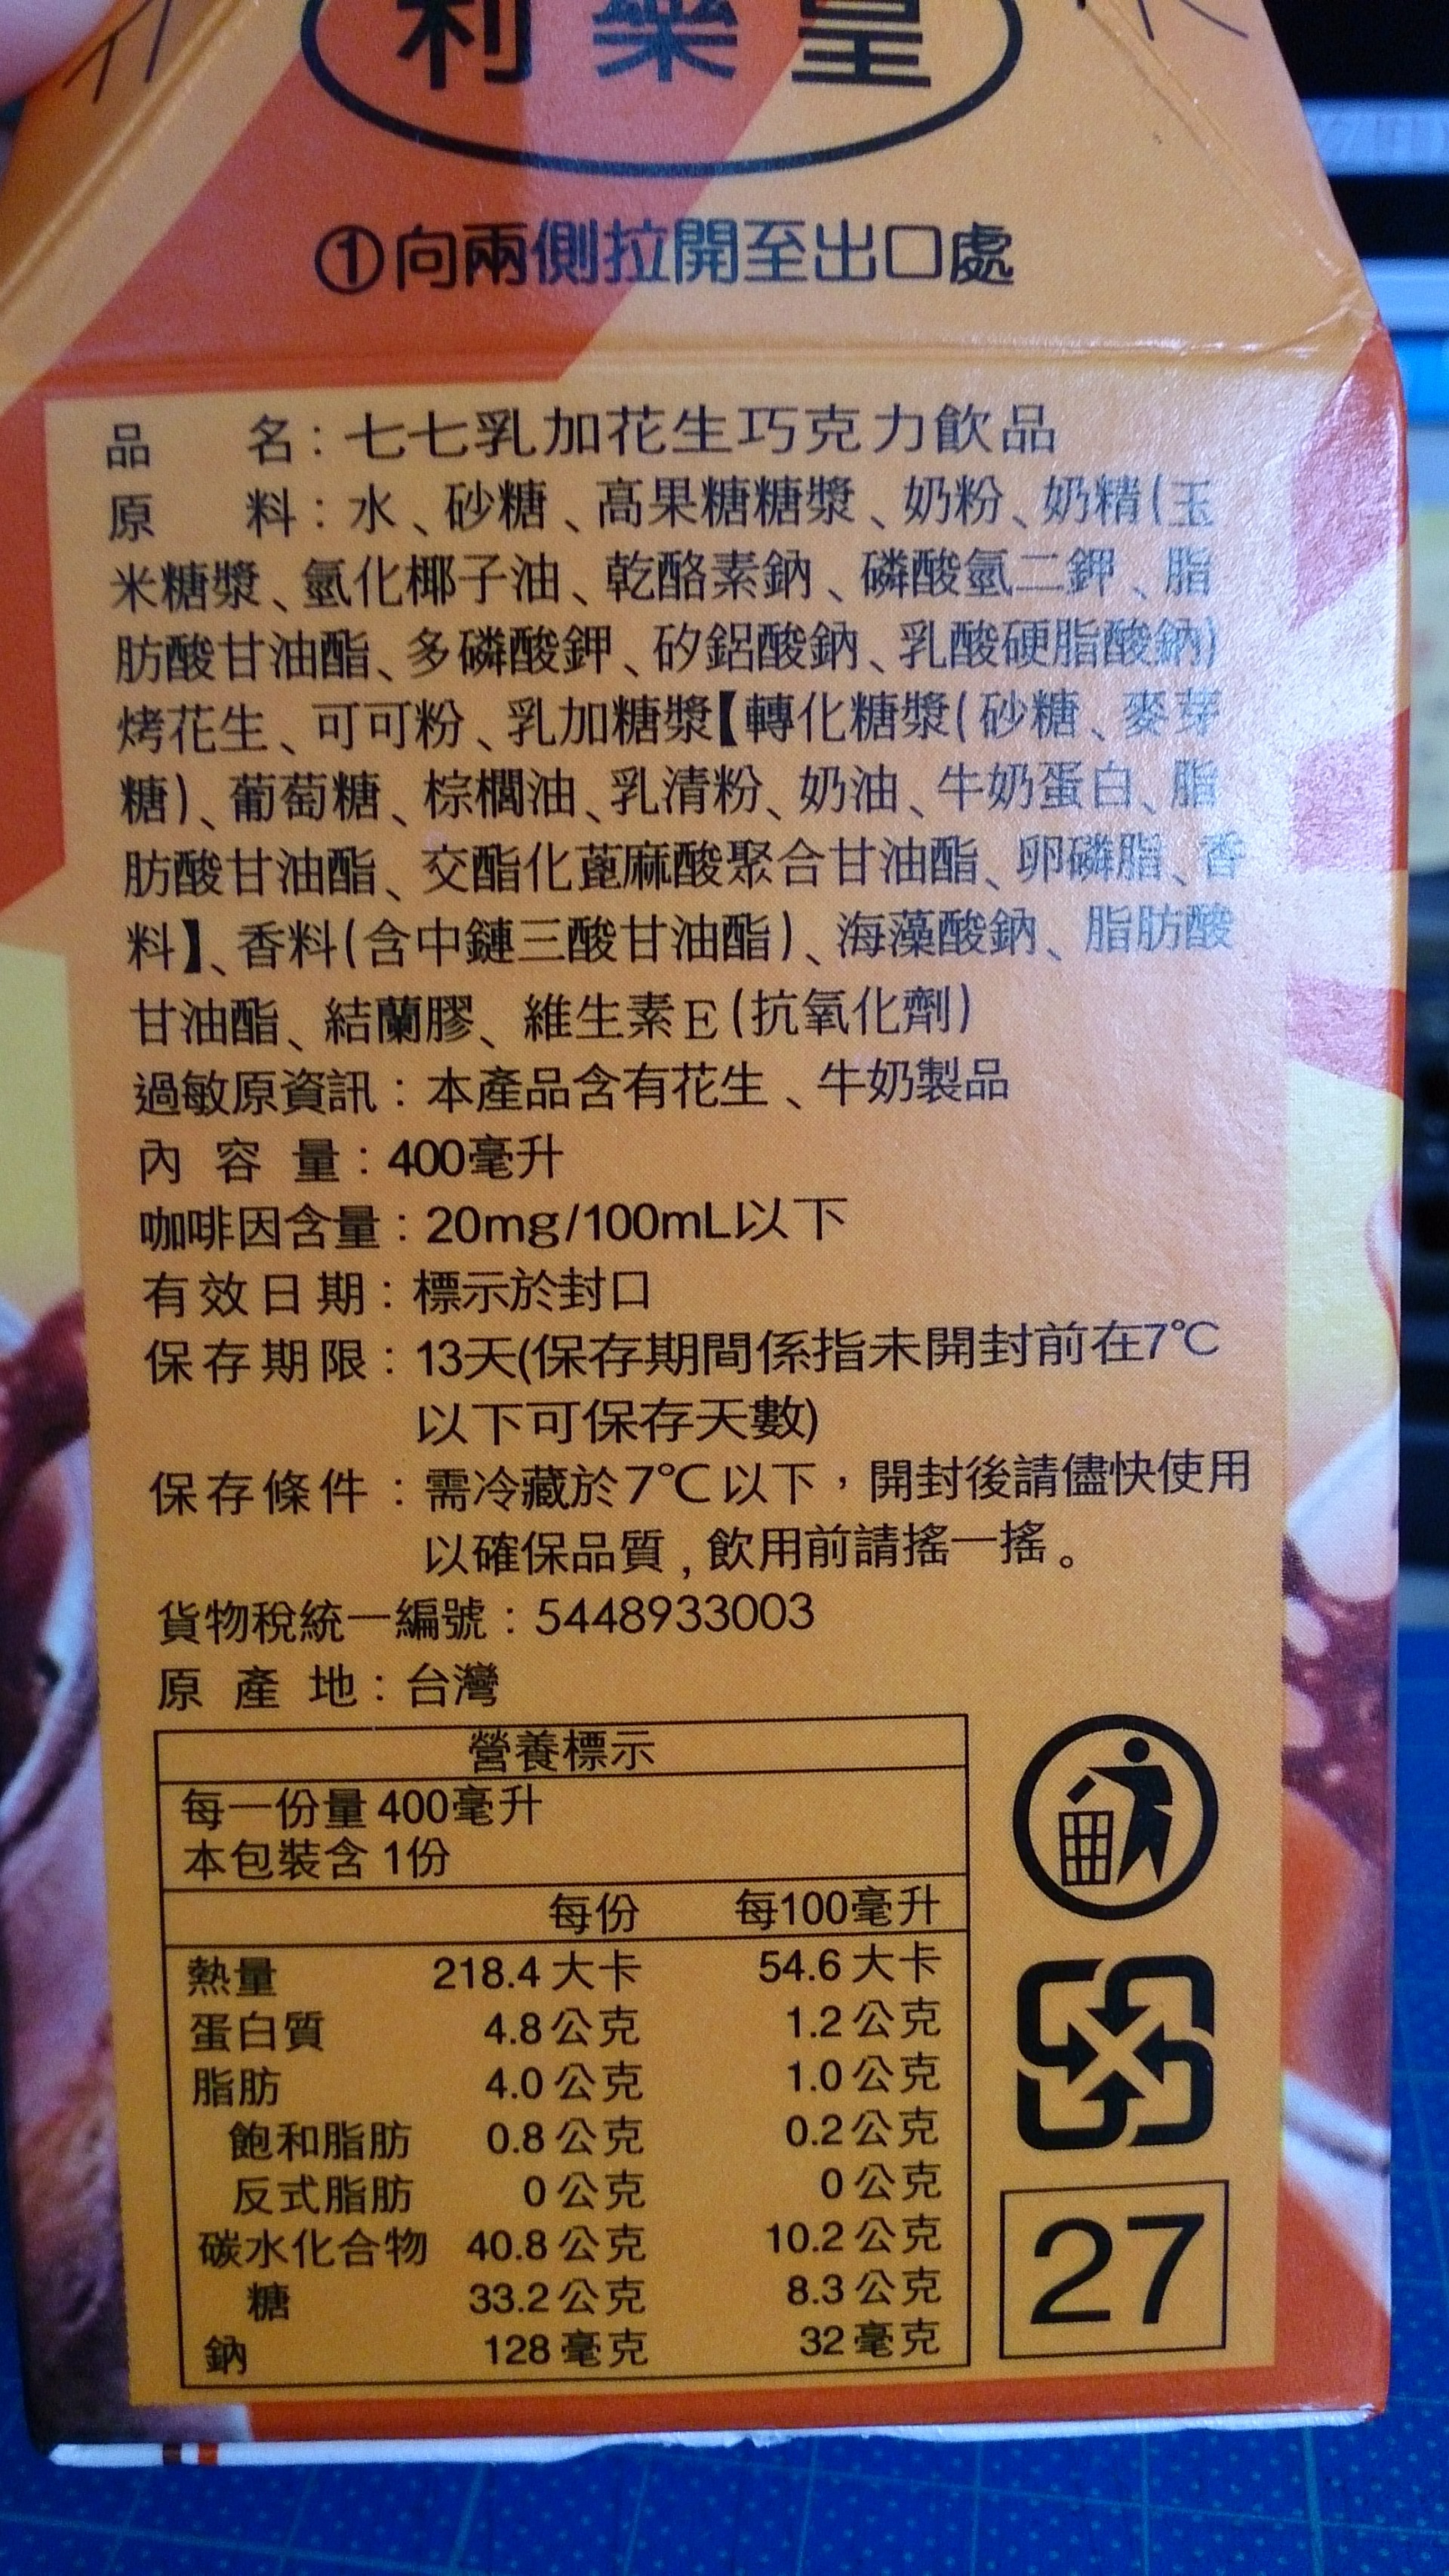 利樂皇
①向兩側拉開至出口處
品名：七七乳加花生巧克力飲品
原料：水、砂糖、高果糖糖漿、奶粉、奶精(玉
米糖漿、氫化椰子油、乾酪素鈉、磷酸氫二鉀、脂
肪酸甘油酯、多磷酸鉀、矽鋁酸鈉、乳酸硬脂酸鈉)
烤花生、可可粉、乳加糖漿【轉化糖漿(砂糖、麥芽
糖)、葡萄糖、棕櫚油、乳清粉、奶油、牛奶蛋白、脂
肪酸甘油酯、交酯化蓖麻酸聚合甘油酯、卵磷脂、香
料】、香料(含中鏈三酸甘油酯)、海藻酸鈉、脂肪酸
甘油酯、結蘭膠、維生素E(抗氧化劑)
過敏原資訊：本產品含有花生、牛奶製品
內容量：400毫升
咖啡因含量：20mg/100mL以下
有效日期：標示於封口
保存期限：13天(保存期間係指未開封前在7℃
以下可保存天數)
保存條件：需冷藏於7℃以下，開封後請儘快使用
以確保品質,飲用前請搖一搖。
貨物稅統一編號：5448933003
原產地：台灣
營養標示
每一份量 400毫升
本包裝含 1份
每份 每100毫升
熱量 218.4大卡 54.6大卡
蛋白質 4.8公克 1.2公克
脂肪 4.0公克 1.0公克
飽和脂肪 0.8公克 0.2公克
反式脂肪 0公克 0公克
碳水化合物 40.8公克 10.2公克
糖 33.2公克 8.3公克
鈉 128毫克 32毫克
27